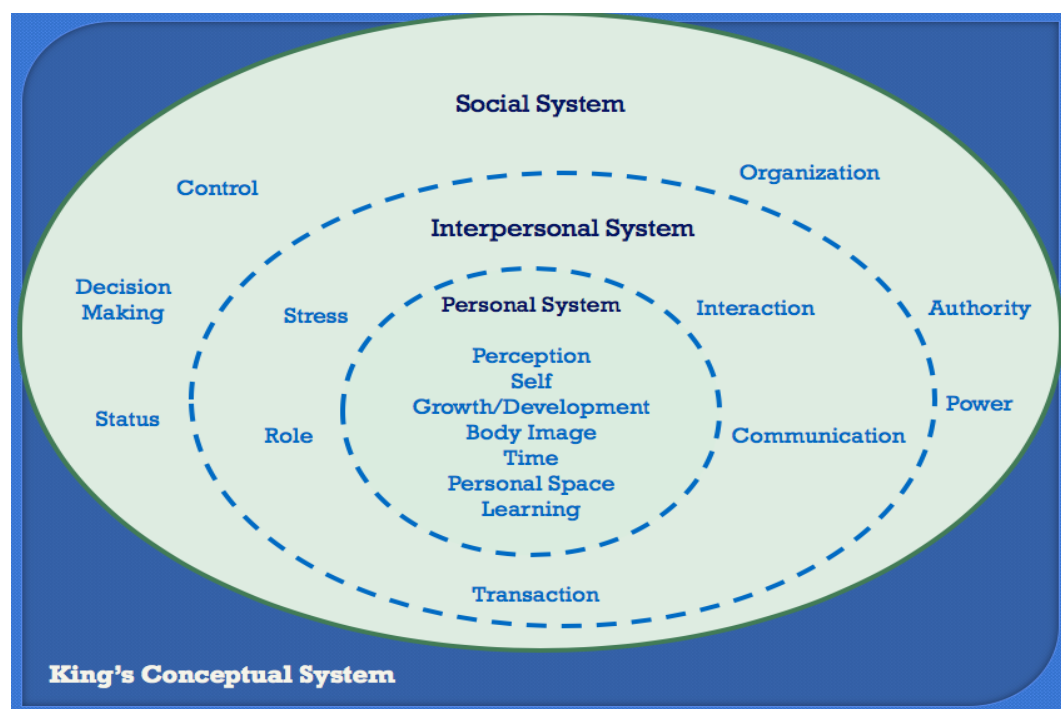 Social System
Organization
Control
Interpersonal System
Decision
Making
Stress
Personal System
Interaction
Authority
Perception
Self
Growth/Development
Body Image
Time
Personal Space
Learning
Status
Role
Communication
Power
Transaction
King's Conceptual System